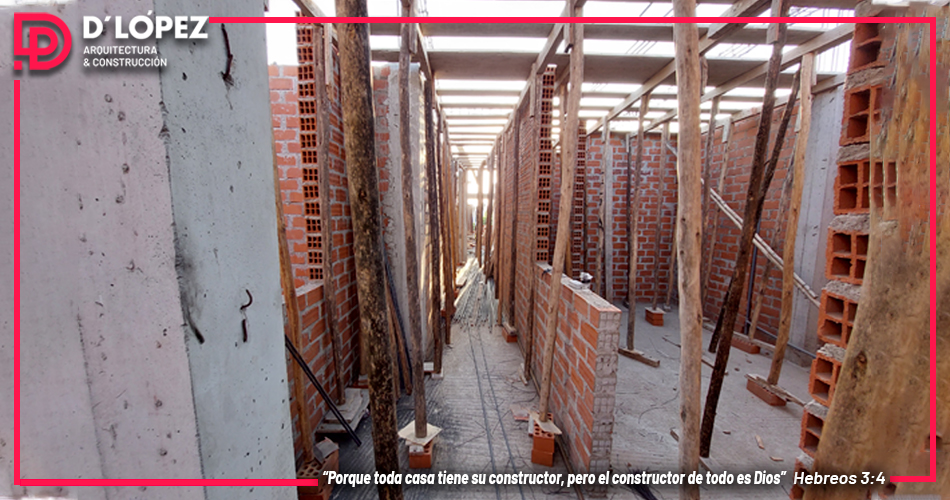 D´LÓPEZ
ARQUITECTURA
& CONSTRUCCIÓN
“Porque toda casa tiene su constructor, pero el constructor de todo es Dios” Hebreos 3:4